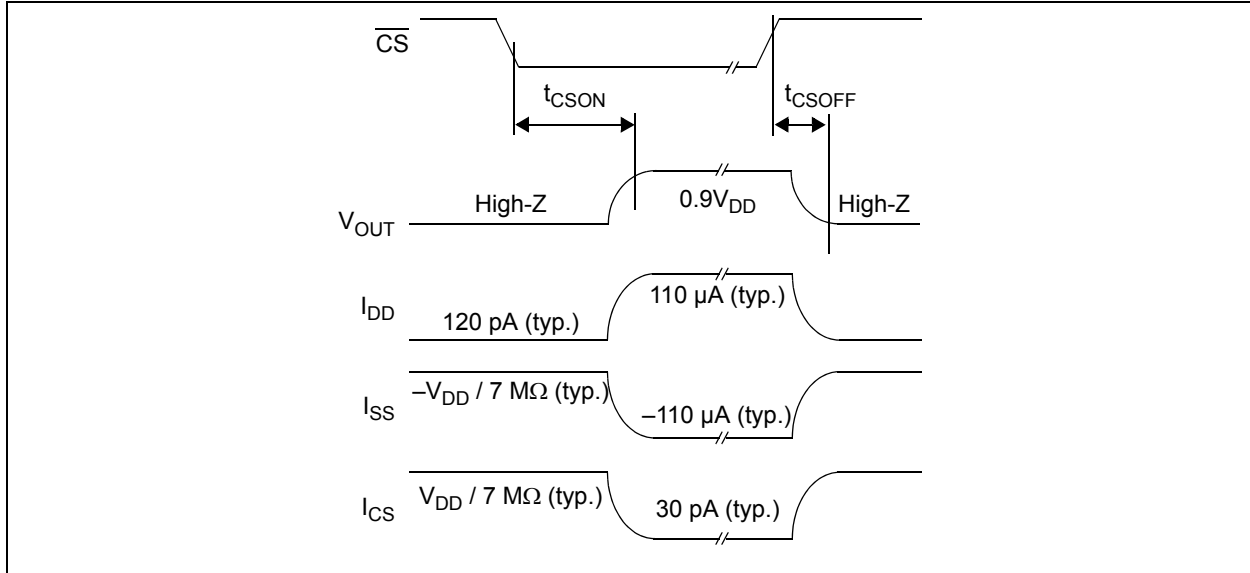 CS
tCSON
tCSOFF
VOUT
High-Z
0.9VDD
High-Z
IDD
120 pA (typ.)
110 µA (typ.)
ISS
–VDD / 7 MΩ (typ.)
–110 µA (typ.)
ICS
VDD / 7 MΩ (typ.)
30 pA (typ.)